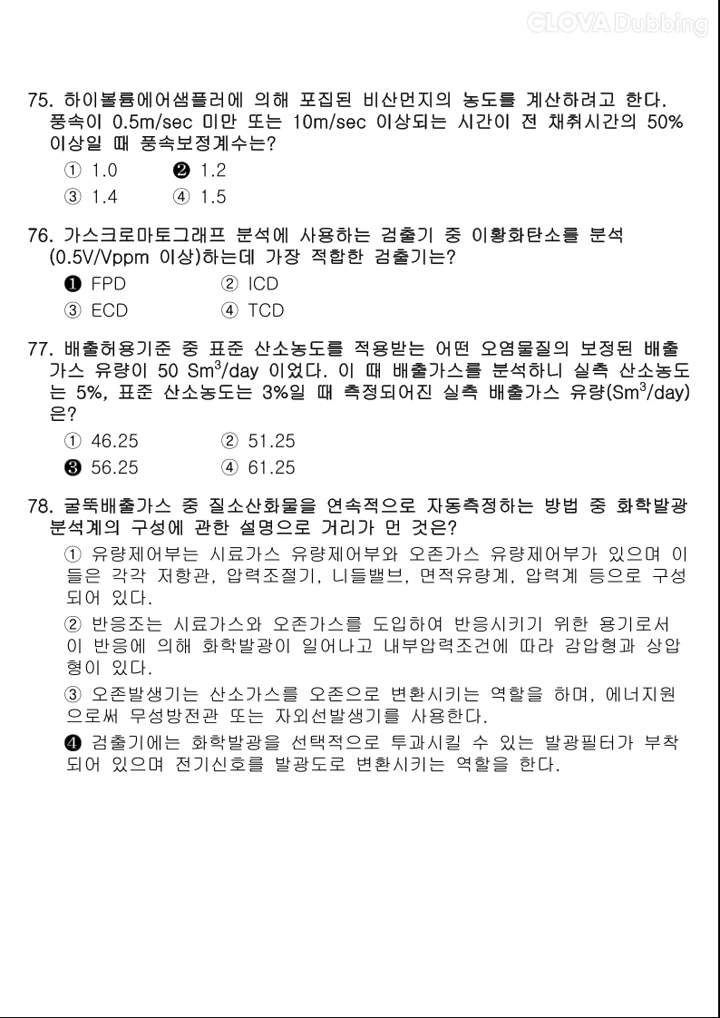 CLOVA Dubbing
75. 하이볼륨에어샘플러에 의해 포집된 비산먼지의 농도를 계산하려고 한다.
풍속이 0.5m/sec 미만 또는 10m/sec 이상되는 시간이 전 채취시간의 50%
이상일 때 풍속보정계수는?
① 1.0 ❷ 1.2
③ 1.4 ④ 1.5
76. 가스크로마토그래프 분석에 사용하는 검출기 중 이황화탄소를 분석
(0.5V/Vppm 이상)하는데 가장 적합한 검출기는?
❶ FPD ② ICD
③ ECD ④ TCD
77. 배출허용기준 중 표준 산소농도를 적용받는 어떤 오염물질의 보정된 배출
가스 유량이 50 Sm³/day 이었다. 이 때 배출가스를 분석하니 실측 산소농도
는 5%, 표준 산소농도는 3%일 때 측정되어진 실측 배출가스 유량(Sm³/day)
은?
① 46.25 ② 51.25
❸ 56.25 ④ 61.25
78. 굴뚝배출가스 중 질소산화물을 연속적으로 자동측정하는 방법 중 화학발광
분석계의 구성에 관한 설명으로 거리가 먼 것은?
① 유량제어부는 시료가스 유량제어부와 오존가스 유량제어부가 있으며 이
들은 각각 저항관, 압력조절기, 니들밸브, 면적유량계, 압력계 등으로 구성
되어 있다.
② 반응조는 시료가스와 오존가스를 도입하여 반응시키기 위한 용기로서
이 반응에 의해 화학발광이 일어나고 내부압력조건에 따라 감압형과 상압
형이 있다.
③ 오존발생기는 산소가스를 오존으로 변환시키는 역할을 하며, 에너지원
으로써 무성방전관 또는 자외선발생기를 사용한다.
❹ 검출기에는 화학발광을 선택적으로 투과시킬 수 있는 발광필터가 부착
되어 있으며 전기신호를 발광도로 변환시키는 역할을 한다.